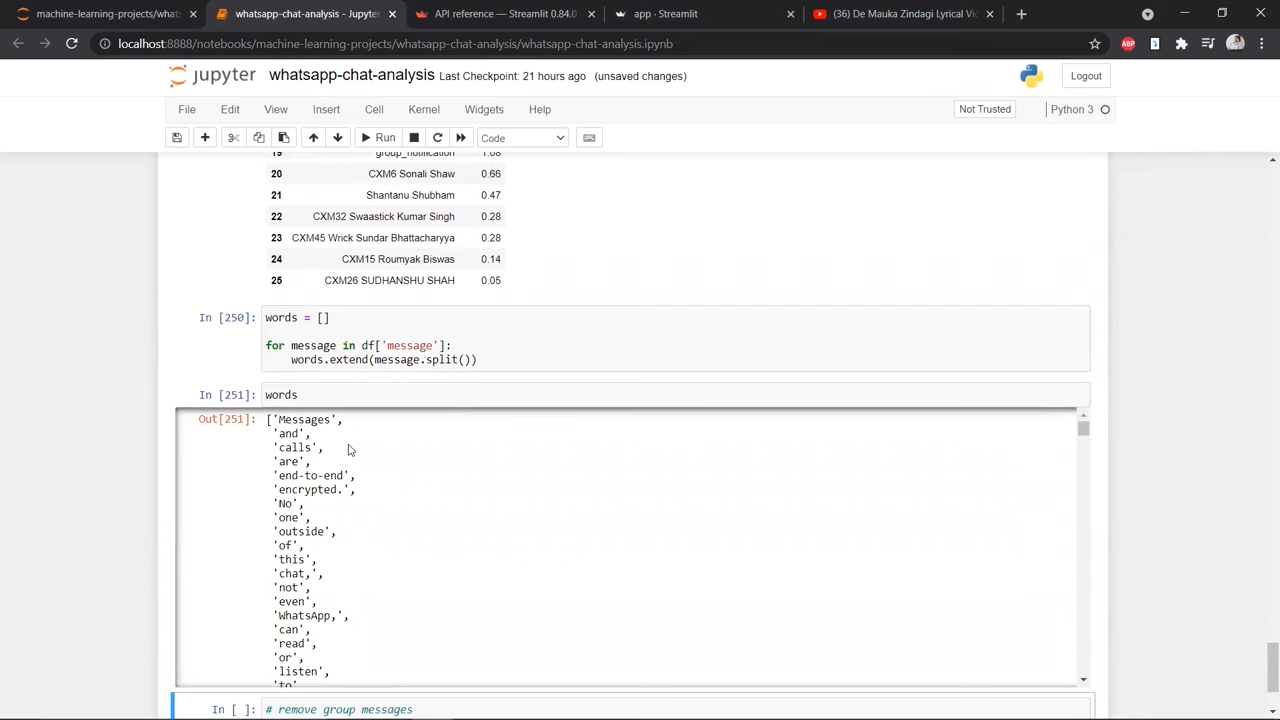 machine-learning-projects/whats
whatsapp-chat-analysis - Jupyter
API reference — Streamlit 0.84.0
app · Streamlit
(36) De Mauka Zindagi Lyrical Vi
localhost:8888/notebooks/machine-learning-projects/whatsapp-chat-analysis/whatsapp-chat-analysis.ipynb
ABP
jupyter whatsapp-chat-analysis Last Checkpoint: 21 hours ago (unsaved changes)
Logout
File Edit View Insert Cell Kernel Widgets Help
Not Trusted Python 3
Run Code
19 group_notification 1.08
20 CXM6 Sonali Shaw 0.66
21 Shantanu Shubham 0.47
22 CXM32 Swaastick Kumar Singh 0.28
23 CXM45 Wrick Sundar Bhattacharyya 0.28
24 CXM15 Roumyak Biswas 0.14
25 CXM26 SUDHANSHU SHAH 0.05
In [250]: words = []
for message in df['message']:
words.extend(message.split())
In [251]: words
Out[251]: ['Messages',
'and',
'calls',
'are',
'end-to-end',
'encrypted.',
'No',
'one',
'outside',
'of',
'this',
'chat,',
'not',
'even',
'WhatsApp,',
'can',
'read',
'or',
'listen',
'to',
In [ ]: # remove group messages